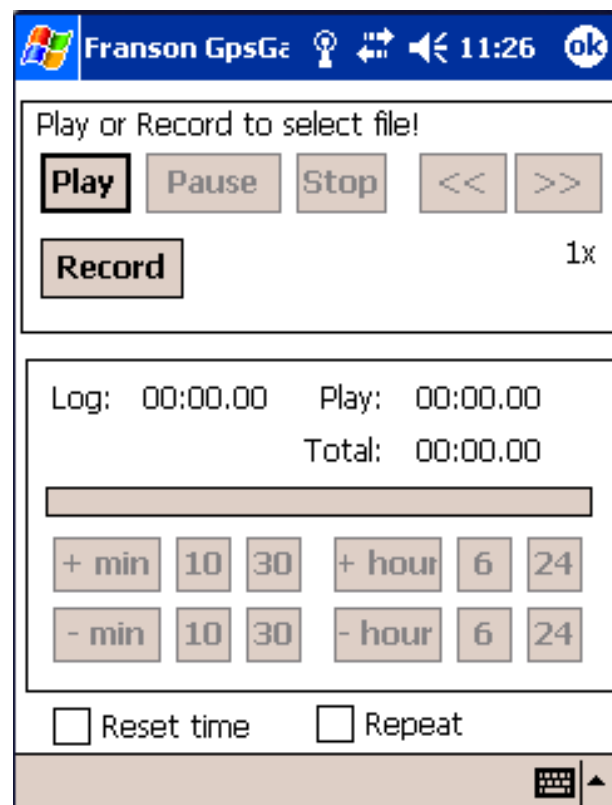 Franson GpsGa 11:26 ok
Play or Record to select file!
Play Pause Stop << >>
Record 1x
Log: 00:00.00 Play: 00:00.00
Total: 00:00.00
+ min 10 30 + hour 6 24
- min 10 30 - hour 6 24
Reset time Repeat